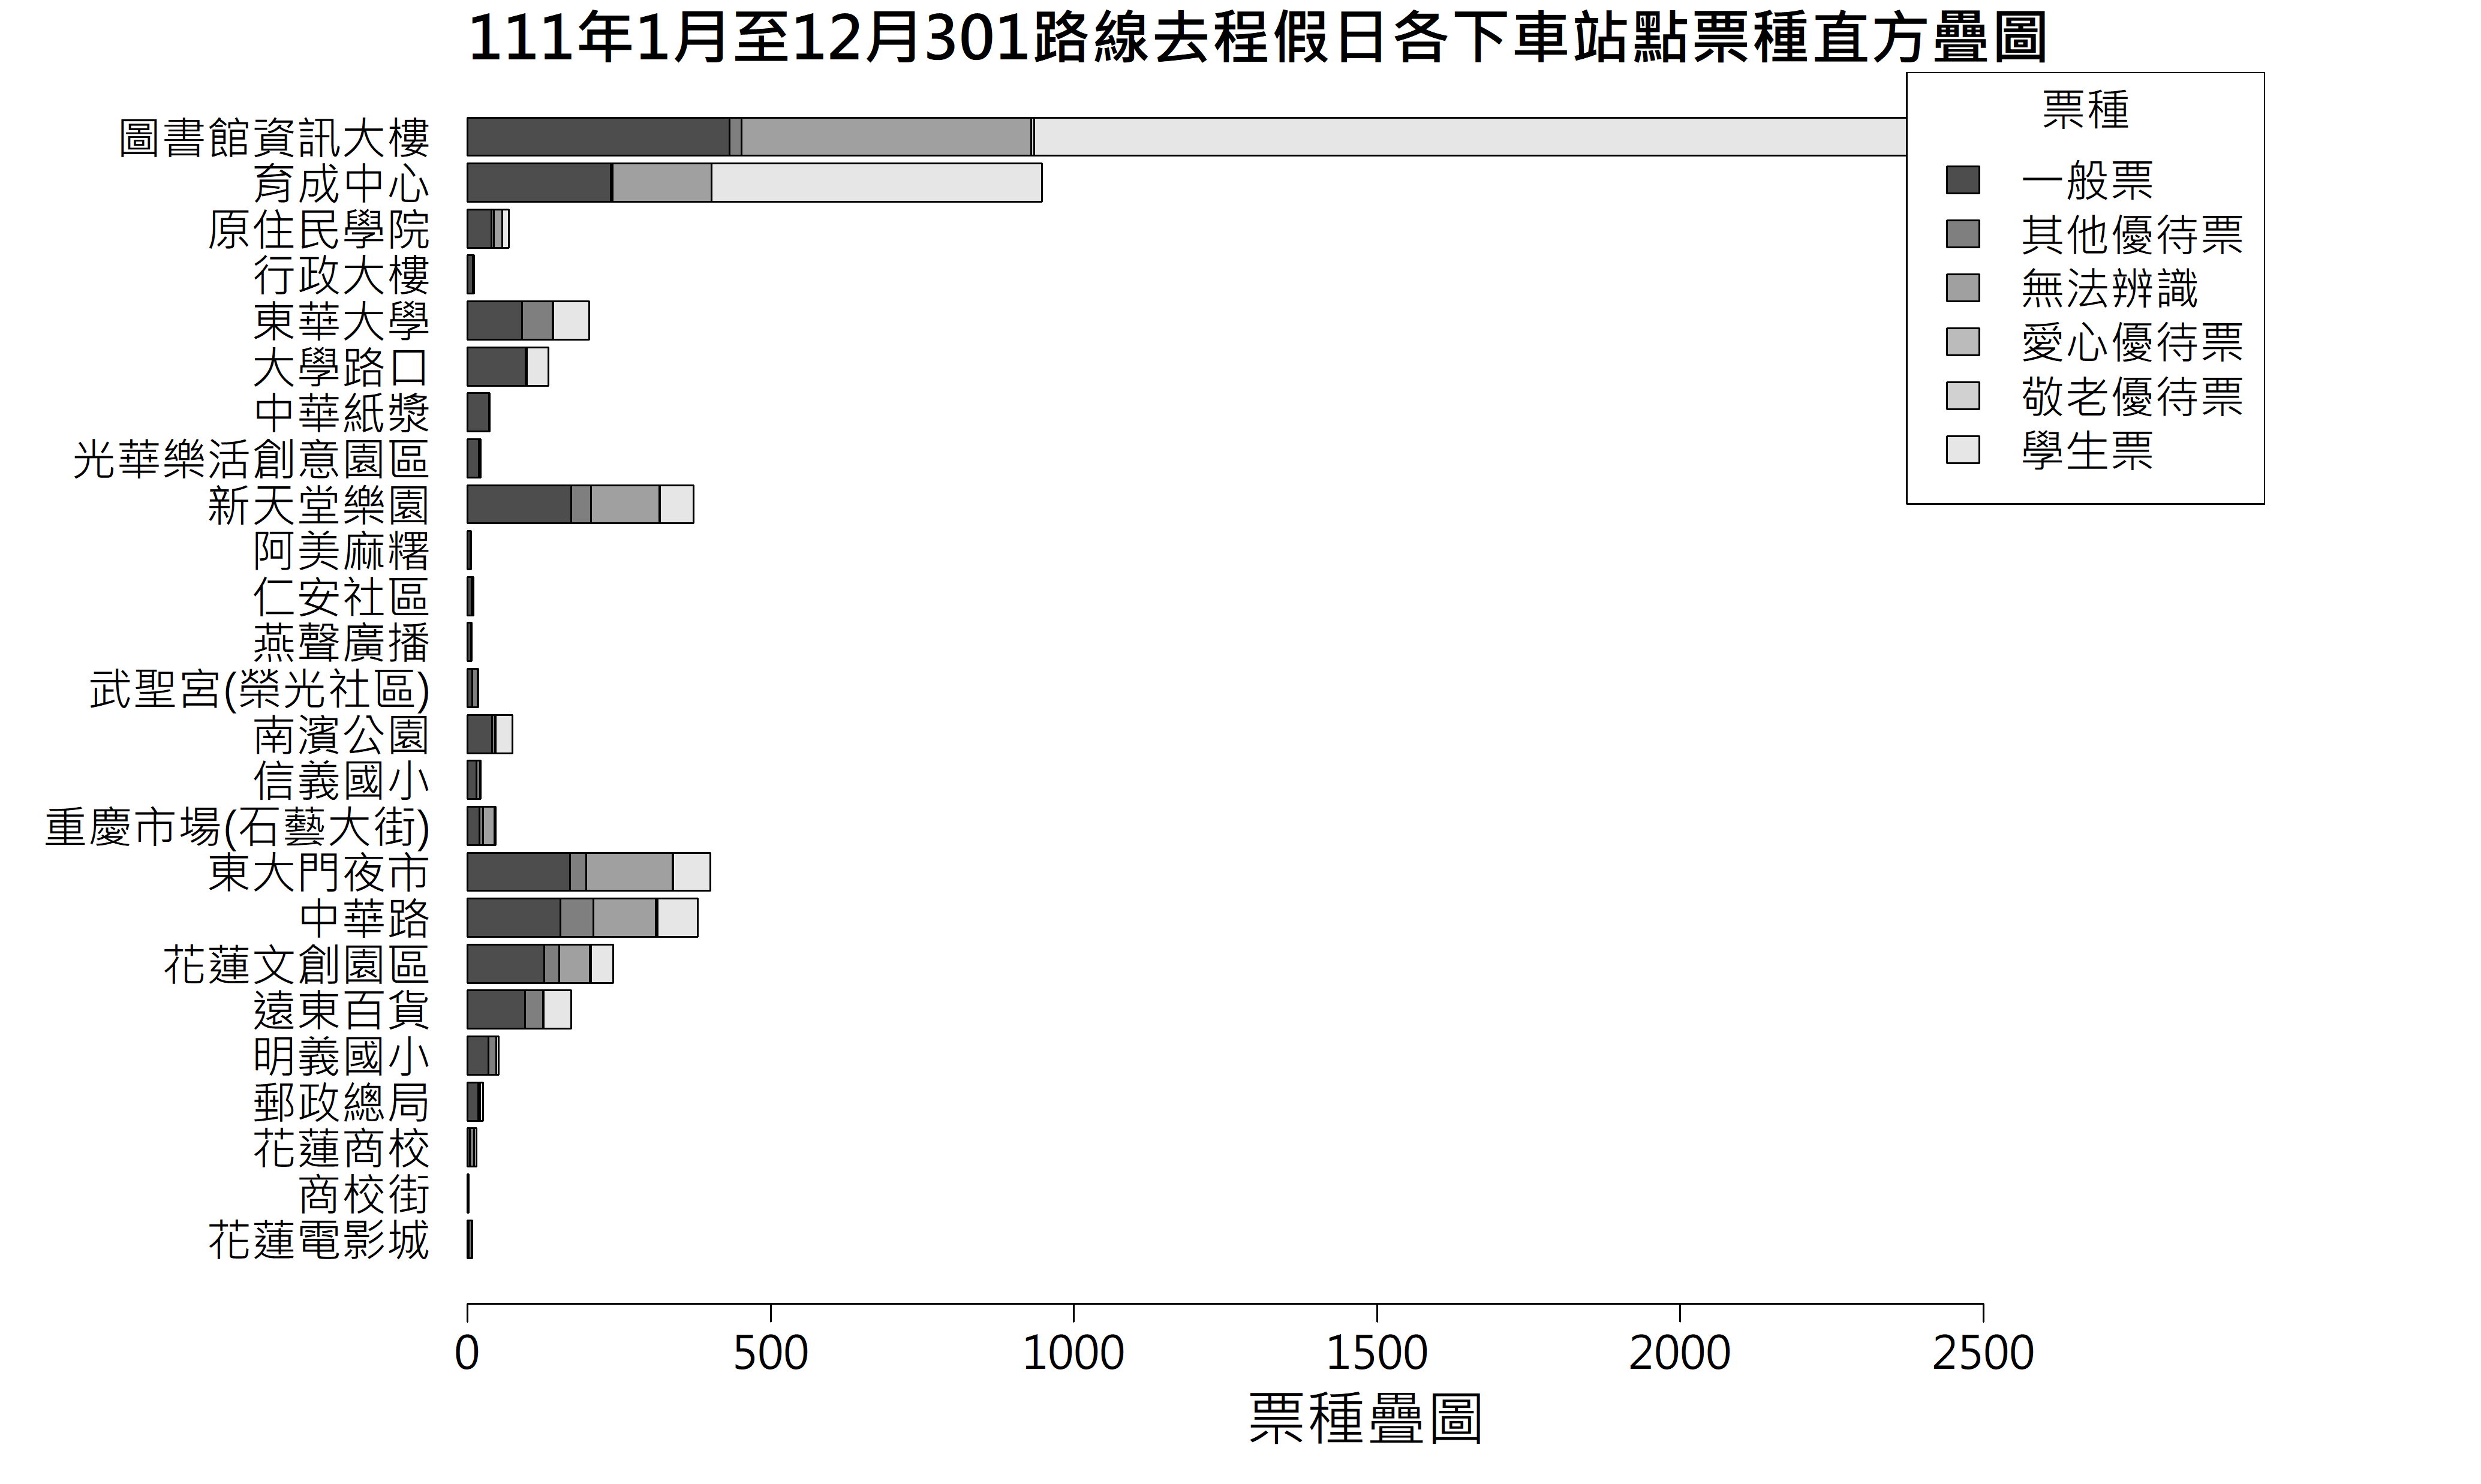 111年1月至12月301路線去程假日各下車站點票種直方疊圖
票種
一般票
其他優待票
無法辨識
愛心優待票
敬老優待票
學生票
圖書館資訊大樓
育成中心
原住民學院
行政大樓
東華大學
大學路口
中華紙漿
光華樂活創意園區
新天堂樂園
阿美麻糬
仁安社區
燕聲廣播
武聖宮(榮光社區)
南濱公園
信義國小
重慶市場(石藝大街)
東大門夜市
中華路
花蓮文創園區
遠東百貨
明義國小
郵政總局
花蓮商校
商校街
花蓮電影城
0 500 1000 1500 2000 2500
票種疊圖